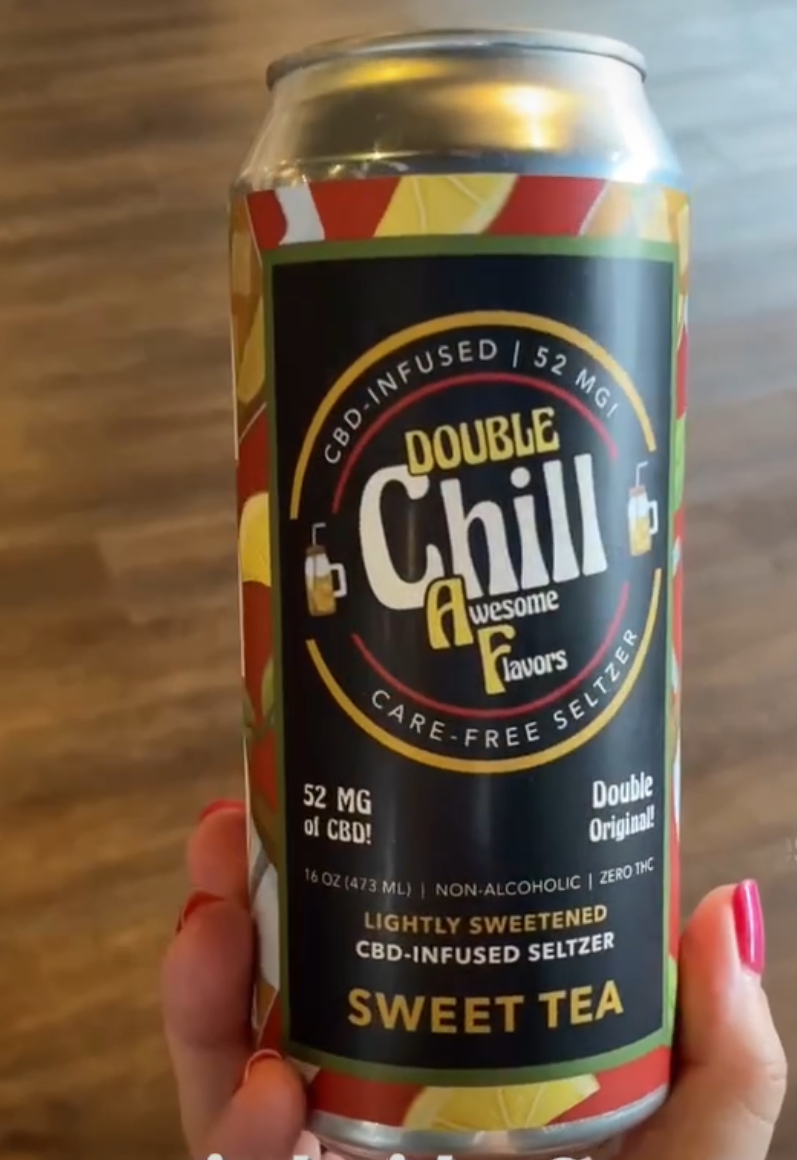 CBD-INFUSED | 52 MG!
DOUBLE
Chill
Awesome
Flavors
CARE-FREE SELTZER
52 MG
of CBD!
Double
Original!
16 OZ (473 ML) | NON-ALCOHOLIC | ZERO THC
LIGHTLY SWEETENED
CBD-INFUSED SELTZER
SWEET TEA